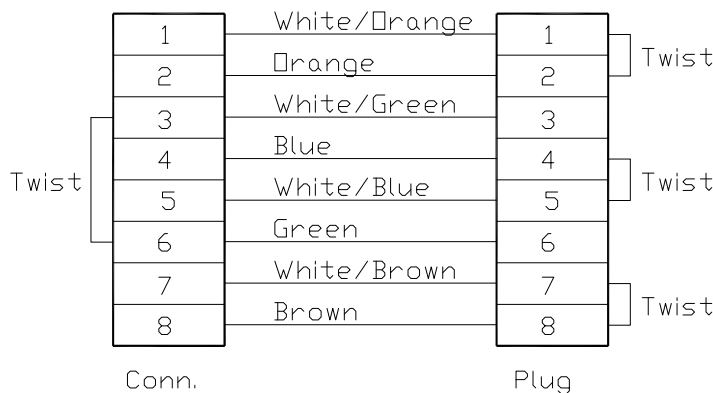 1 White/Orange 1
2 Orange 2 Twist
3 White/Green 3
4 Blue 4
Twist 5 White/Blue 5 Twist
6 Green 6
7 White/Brown 7
8 Brown 8 Twist
Conn. Plug